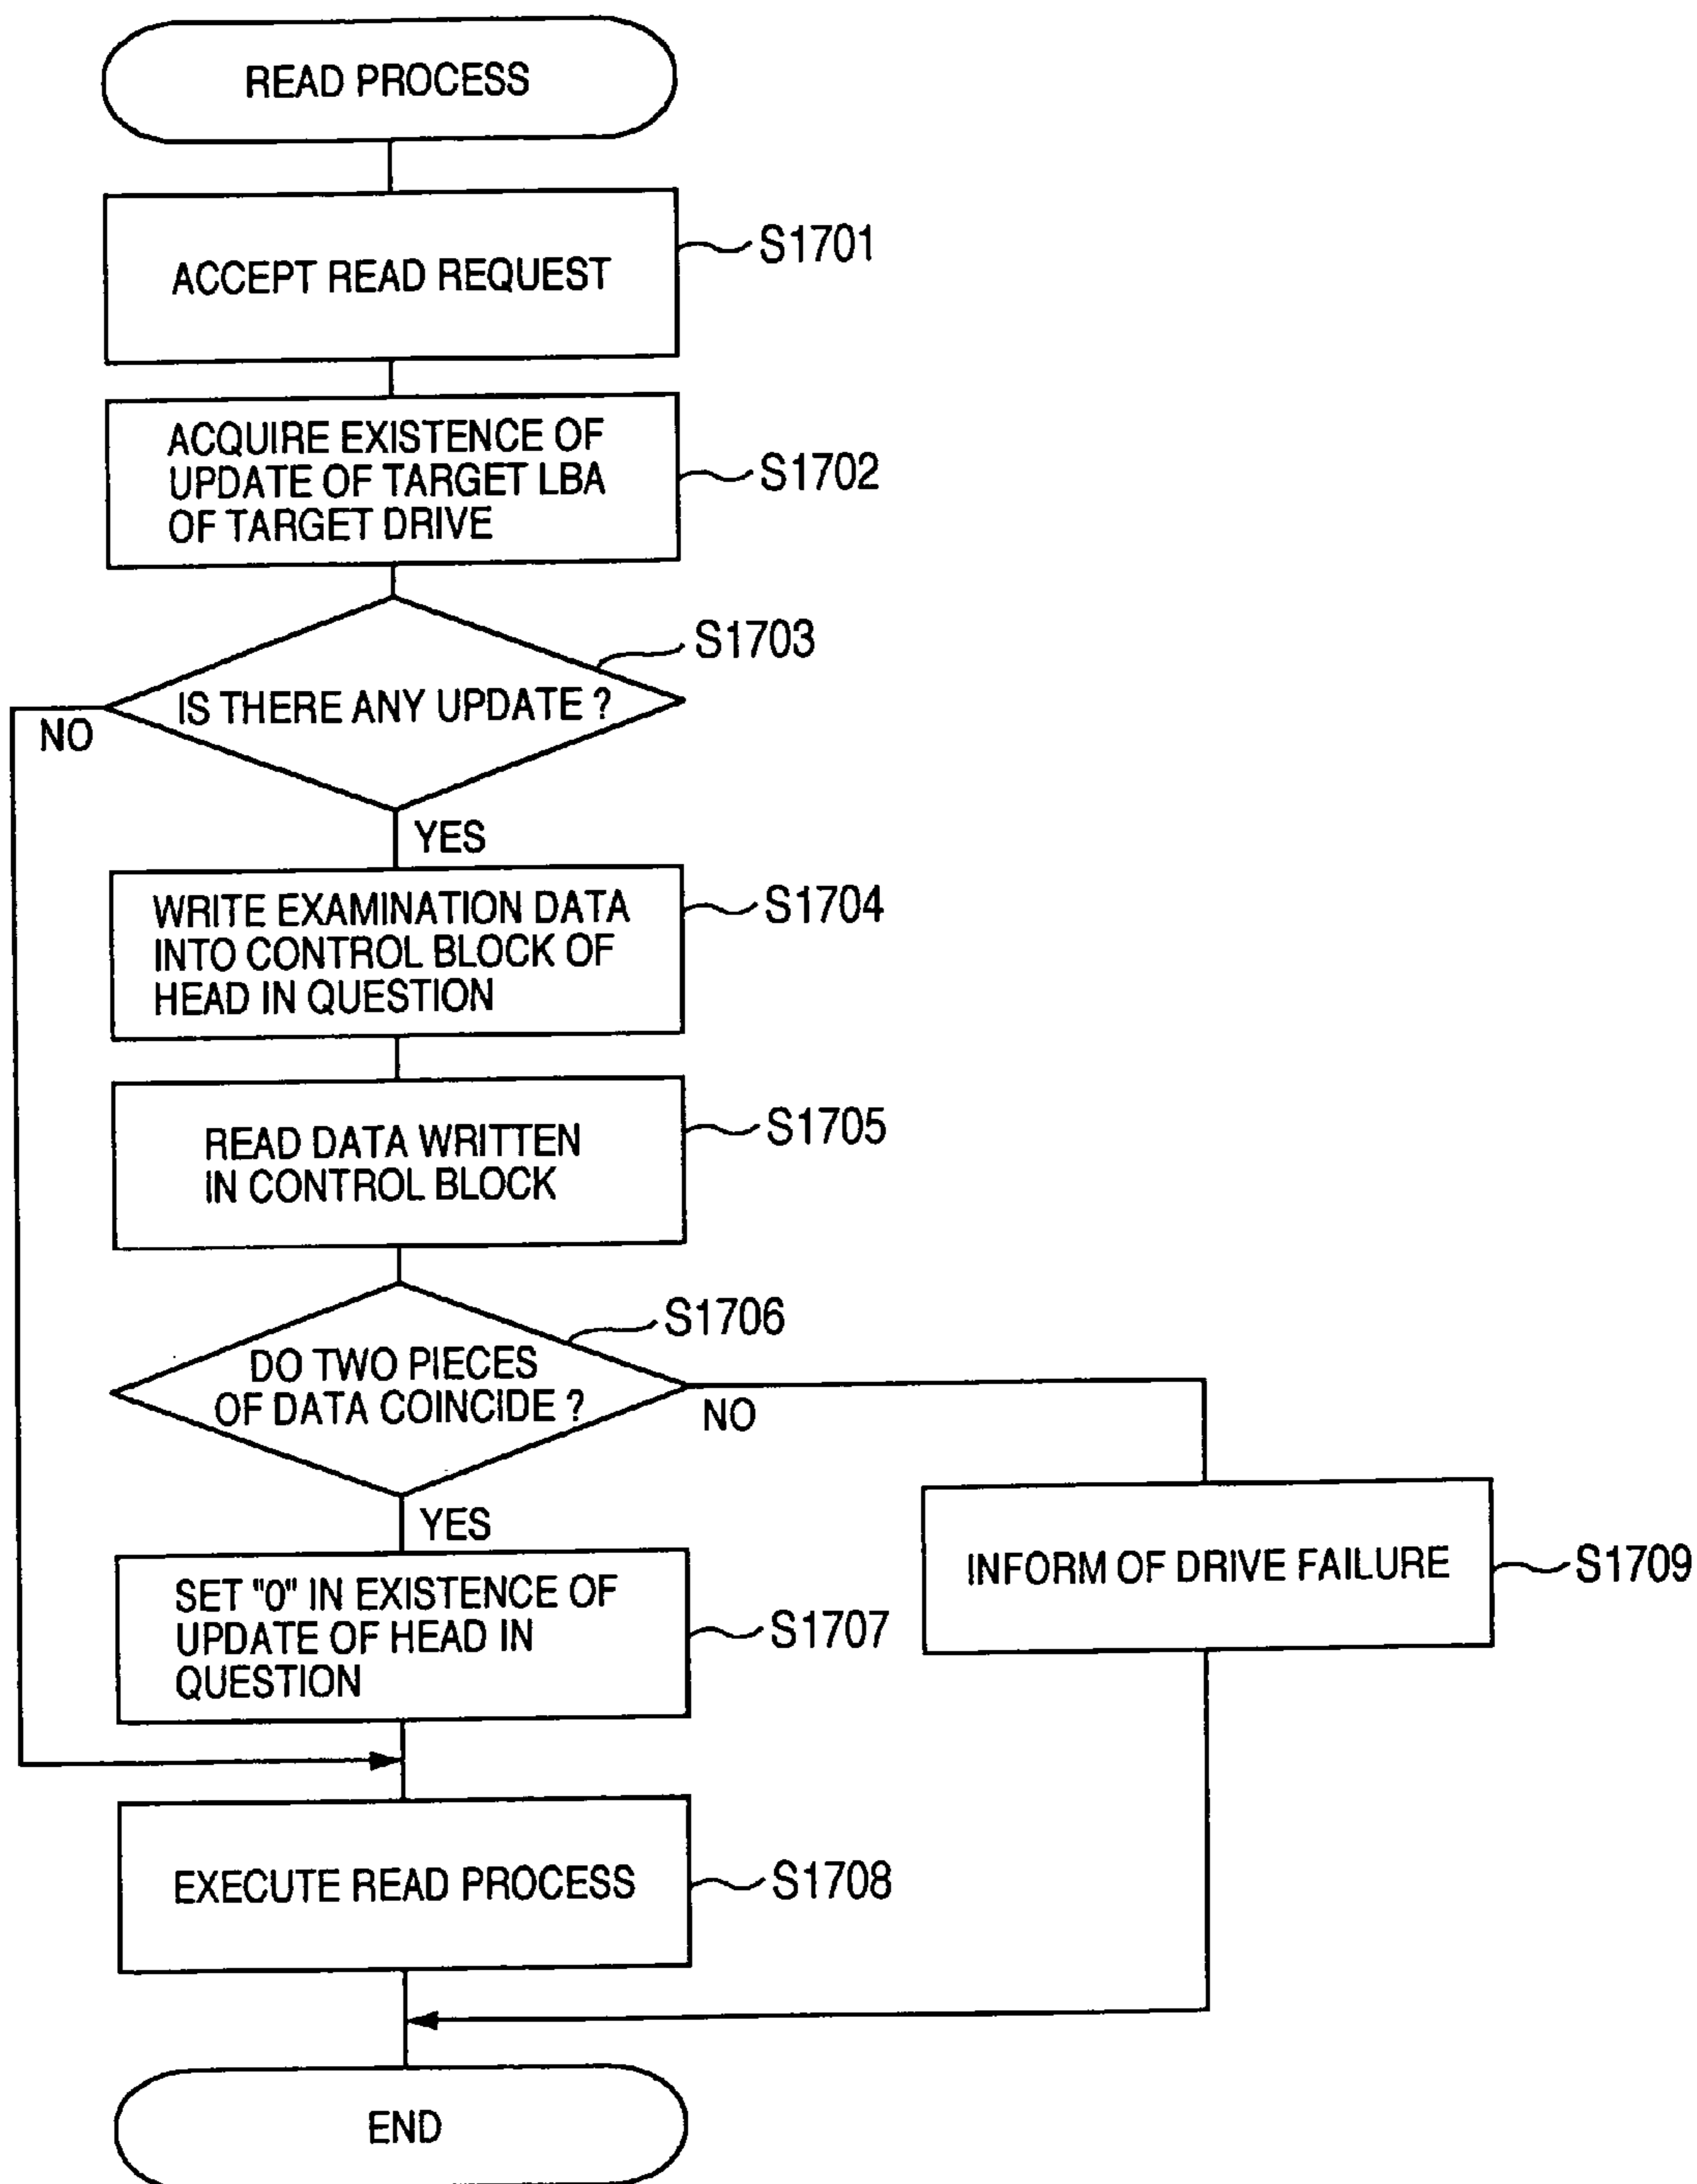 READ PROCESS
ACCEPT READ REQUEST
S1701
ACQUIRE EXISTENCE OF
UPDATE OF TARGET LBA
OF TARGET DRIVE
S1702
S1703
IS THERE ANY UPDATE ?
NO
YES
WRITE EXAMINATION DATA
INTO CONTROL BLOCK OF
HEAD IN QUESTION
S1704
READ DATA WRITTEN
IN CONTROL BLOCK
S1705
S1706
DO TWO PIECES
OF DATA COINCIDE ?
NO
YES
SET "0" IN EXISTENCE OF
UPDATE OF HEAD IN
QUESTION
S1707
INFORM OF DRIVE FAILURE
S1709
EXECUTE READ PROCESS
S1708
END